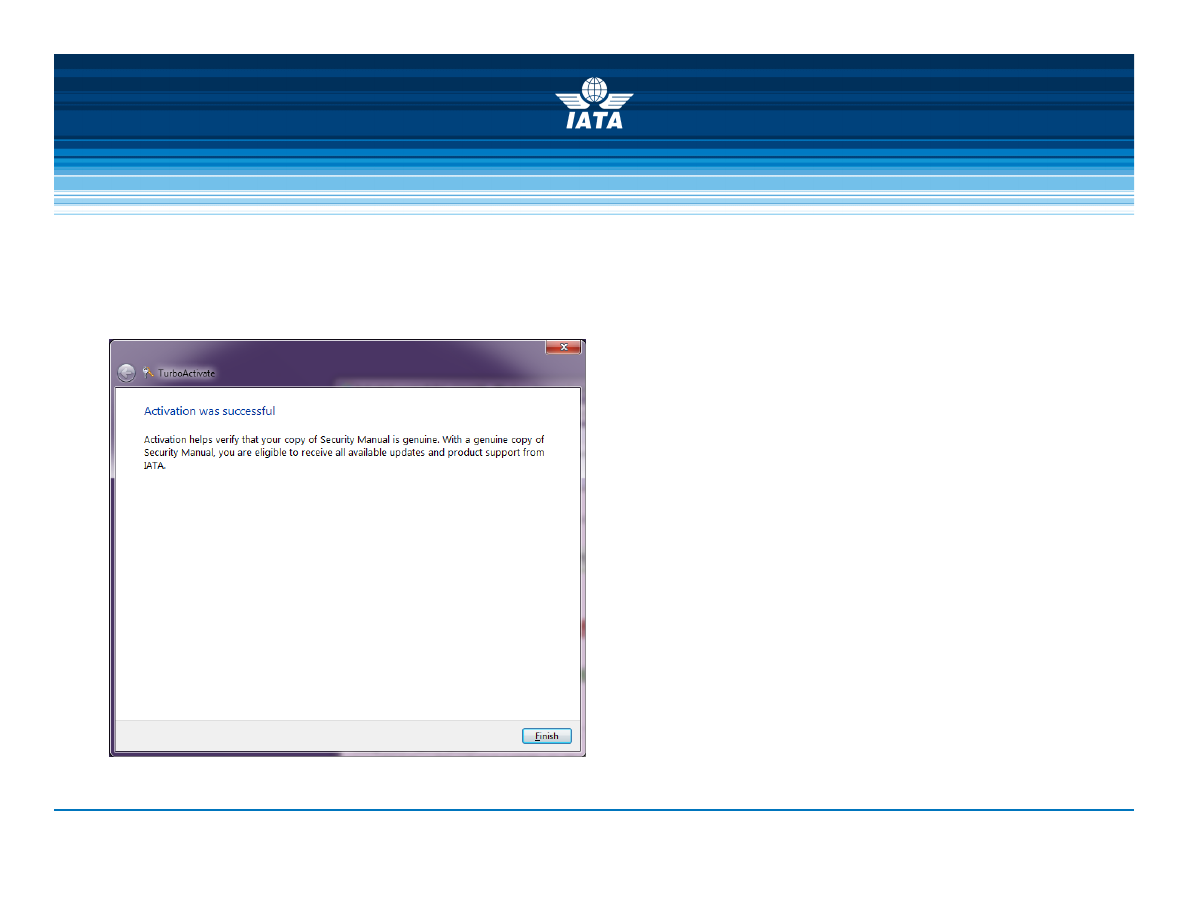 IATA
TurboActivate
Activation was successful
Activation helps verify that your copy of Security Manual is genuine. With a genuine copy of
Security Manual, you are eligible to receive all available updates and product support from
IATA.
Finish